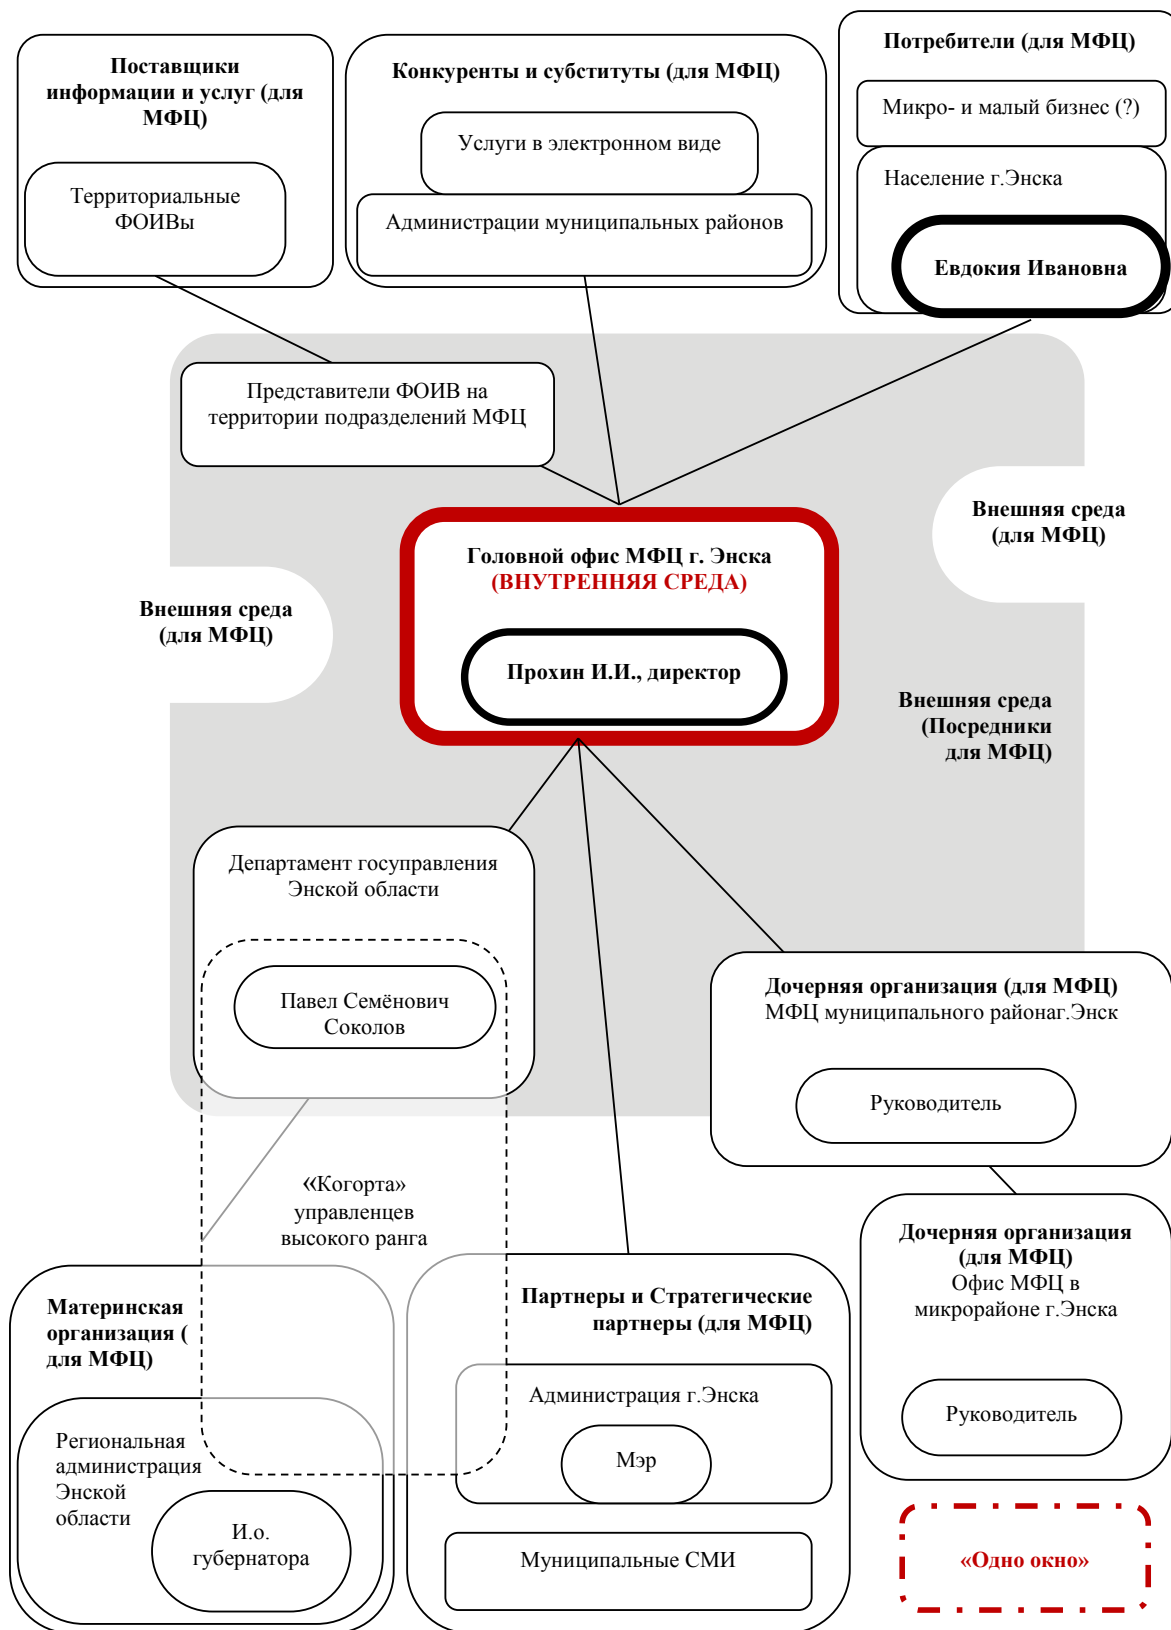 Поставщики
информации и услуг (для
МФЦ)
Территориальные
ФОИВы
Конкуренты и субституты (для МФЦ)
Услуги в электронном виде
Администрации муниципальных районов
Потребители (для МФЦ)
Микро- и малый бизнес (?)
Население г.Энска
Евдокия Ивановна
Представители ФОИВ на
территории подразделений МФЦ
Внешняя среда
(для МФЦ)
Головной офис МФЦ г. Энска
(ВНУТРЕННЯЯ СРЕДА)
Прохин И.И., директор
Внешняя среда
(для МФЦ)
Внешняя среда
(Посредники
для МФЦ)
Департамент госуправления
Энской области
Павел Семёнович
Соколов
Дочерняя организация (для МФЦ)
МФЦ муниципального районаг.Энск
Руководитель
«Когорта»
управленцев
высокого ранга
Дочерняя организация
(для МФЦ)
Офис МФЦ в
микрорайоне г.Энска
Руководитель
Материнская
организация (
для МФЦ)
Региональная
администрация
Энской
области
И.о.
губернатора
Партнеры и Стратегические
партнеры (для МФЦ)
Администрация г.Энска
Мэр
Муниципальные СМИ
«Одно окно»